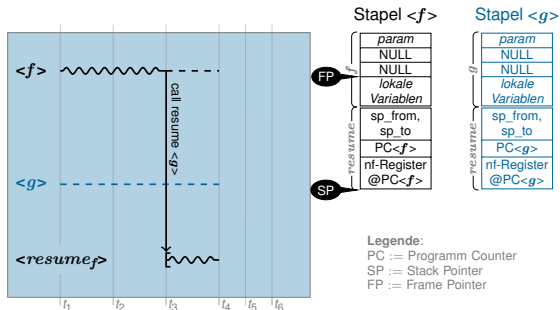 Stapel <f>
Stapel <g>
<f>
call resume <g>
<g>
<resume_f>
t1 t2 t3 t4 t5 t6
FP
SP
f
param
NULL
NULL
lokale
Variablen
resume
sp_from,
sp_to
PC<f>
nf-Register
@PC<f>
g
param
NULL
NULL
lokale
Variablen
resume
sp_from,
sp_to
PC<g>
nf-Register
@PC<g>
Legende:
PC := Programm Counter
SP := Stack Pointer
FP := Frame Pointer